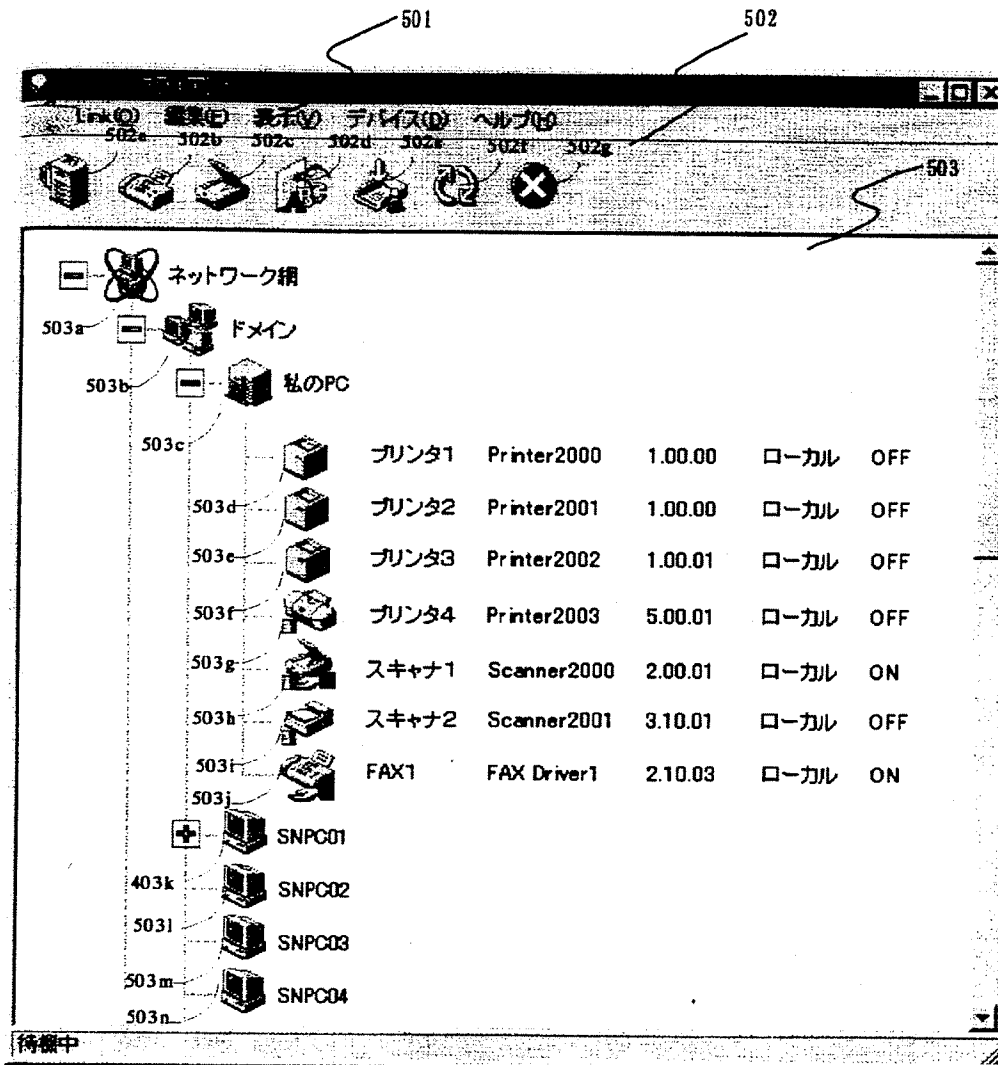 501 502
Link(O) 編集(E) 表示(V) デバイス(D) ヘルプ(H)
502a 502b 502c 502d 502e 502f 502g
503
ネットワーク網
503a ドメイン
503b 私のPC
503c
プリンタ1 Printer2000 1.00.00 ローカル OFF
503d プリンタ2 Printer2001 1.00.00 ローカル OFF
503e プリンタ3 Printer2002 1.00.01 ローカル OFF
503f プリンタ4 Printer2003 5.00.01 ローカル OFF
503g スキャナ1 Scanner2000 2.00.01 ローカル ON
503h スキャナ2 Scanner2001 3.10.01 ローカル OFF
503i FAX1 FAX Driver1 2.10.03 ローカル ON
503j
SNPC01
403k SNPC02
503l
SNPC03
503m SNPC04
503n
待機中